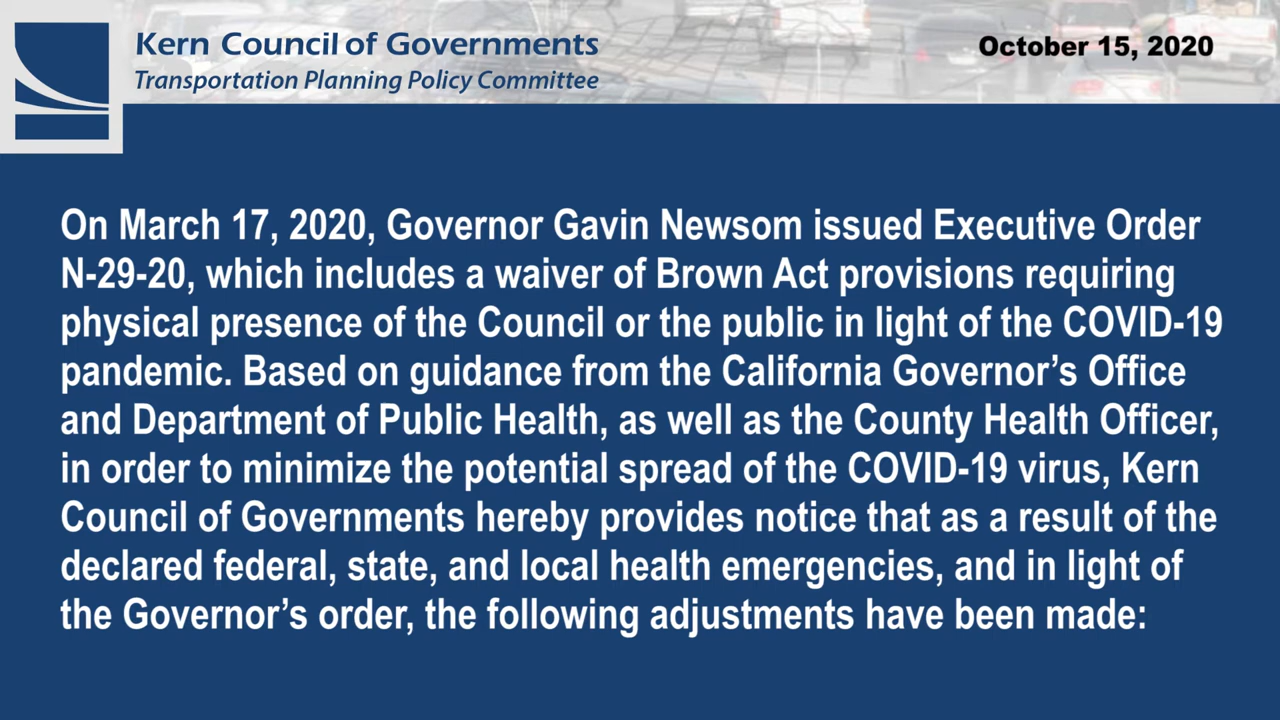 Kern Council of Governments
Transportation Planning Policy Committee
October 15, 2020
On March 17, 2020, Governor Gavin Newsom issued Executive Order
N-29-20, which includes a waiver of Brown Act provisions requiring
physical presence of the Council or the public in light of the COVID-19
pandemic. Based on guidance from the California Governor’s Office
and Department of Public Health, as well as the County Health Officer,
in order to minimize the potential spread of the COVID-19 virus, Kern
Council of Governments hereby provides notice that as a result of the
declared federal, state, and local health emergencies, and in light of
the Governor’s order, the following adjustments have been made: